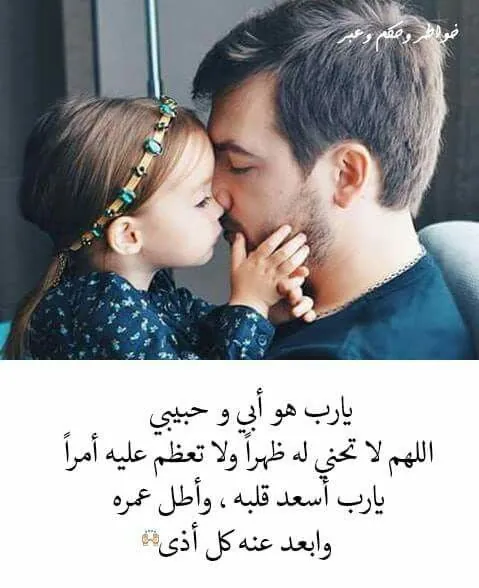 خواطر وحكم وعبر
يارب هو أبي و حبيبي
اللهم لا تحني له ظهراً ولا تعظم عليه أمراً
يارب أسعد قلبه ، وأطل عمره
وابعد عنه كل أذى🙌🏻